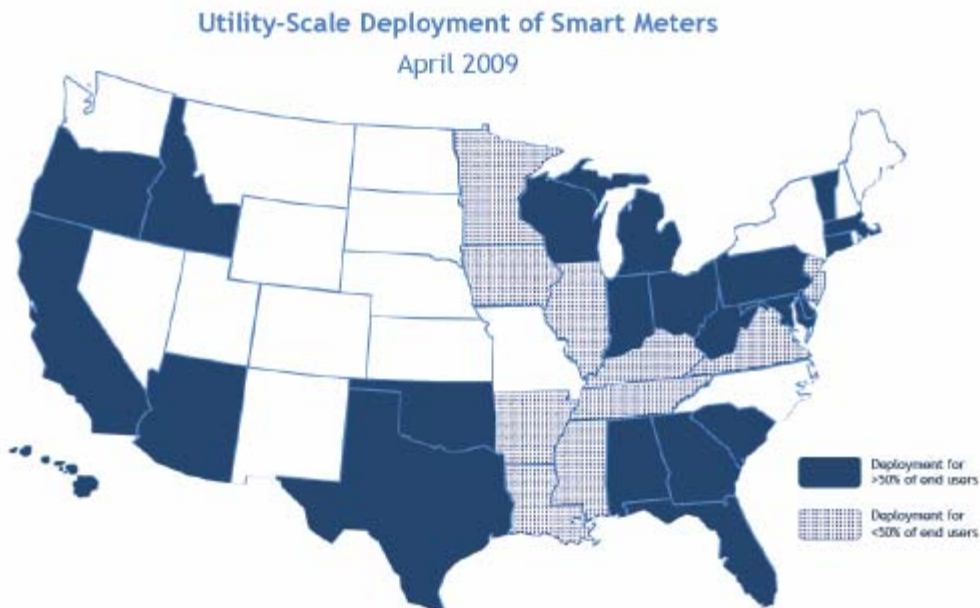 Utility-Scale Deployment of Smart Meters
April 2009
Deployment for
>50% of end users
Deployment for
<50% of end users